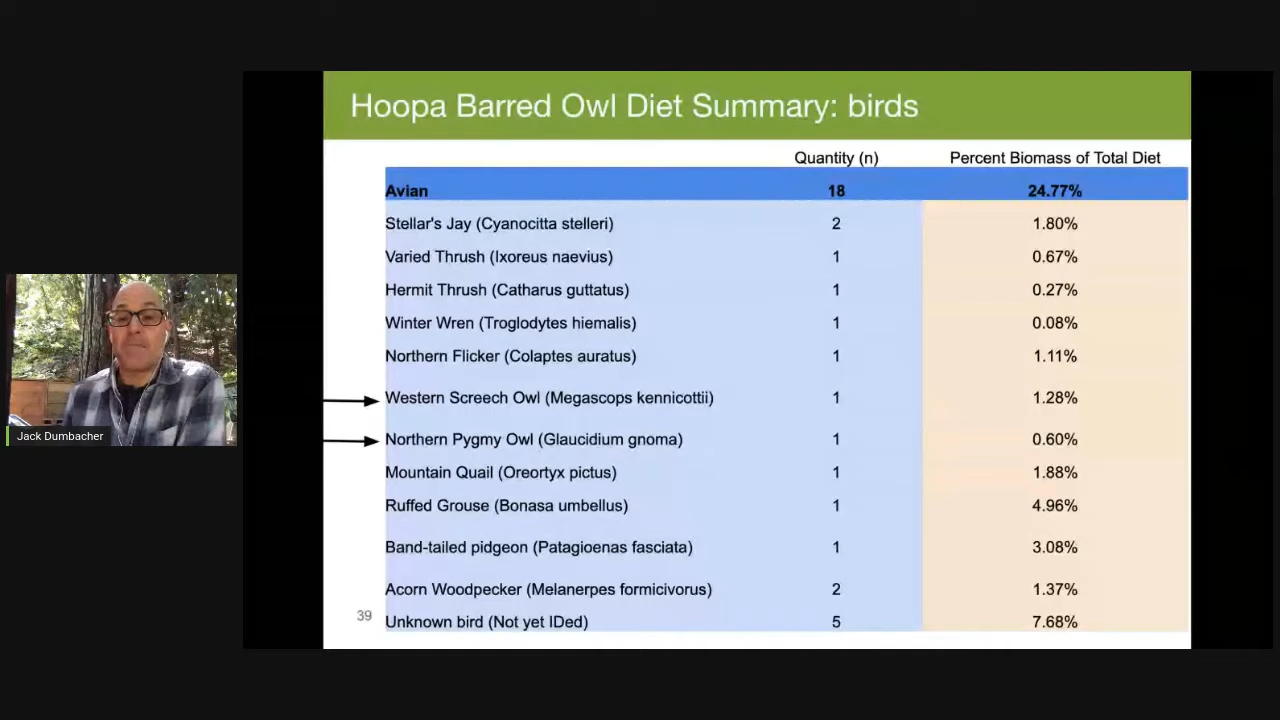 Hoopa Barred Owl Diet Summary: birds
Quantity (n) Percent Biomass of Total Diet
Avian 18 24.77%
Stellar's Jay (Cyanocitta stelleri) 2 1.80%
Varied Thrush (Ixoreus naevius) 1 0.67%
Hermit Thrush (Catharus guttatus) 1 0.27%
Winter Wren (Troglodytes hiemalis) 1 0.08%
Northern Flicker (Colaptes auratus) 1 1.11%
Western Screech Owl (Megascops kennicottii) 1 1.28%
Northern Pygmy Owl (Glaucidium gnoma) 1 0.60%
Mountain Quail (Oreortyx pictus) 1 1.88%
Ruffed Grouse (Bonasa umbellus) 1 4.96%
Band-tailed pidgeon (Patagioenas fasciata) 1 3.08%
Acorn Woodpecker (Melanerpes formicivorus) 2 1.37%
Unknown bird (Not yet IDed) 5 7.68%
39
Jack Dumbacher